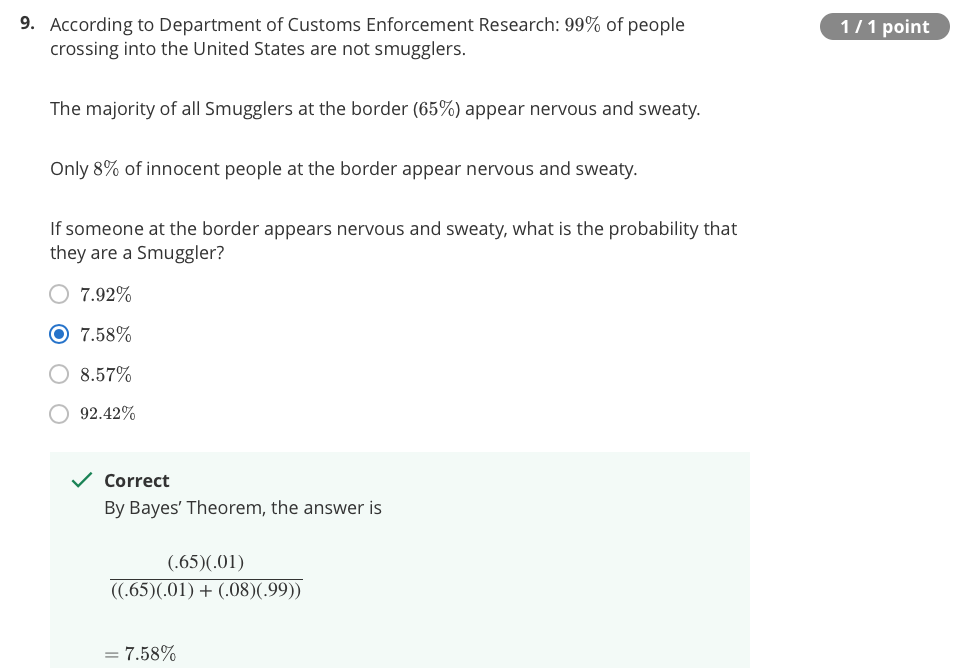 9. According to Department of Customs Enforcement Research: 99% of people
1 / 1 point
crossing into the United States are not smugglers.
The majority of all Smugglers at the border (65%) appear nervous and sweaty.
Only 8% of innocent people at the border appear nervous and sweaty.
If someone at the border appears nervous and sweaty, what is the probability that
they are a Smuggler?
7.92%
7.58%
8.57%
92.42%
Correct
By Bayes’ Theorem, the answer is
(.65)(.01)
((.65)(.01) + (.08)(.99))
= 7.58%